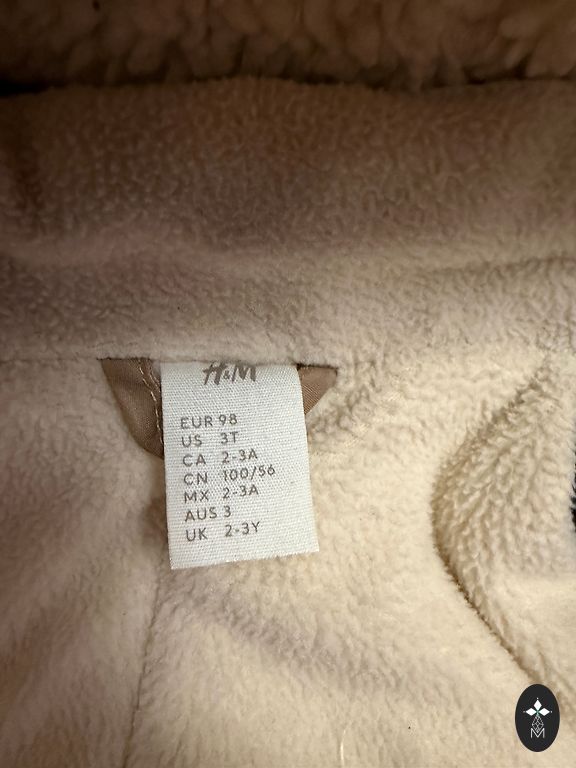 H&M
EUR 98
US 3T
CA 2-3A
CN 100/56
MX 2-3A
AUS 3
UK 2-3Y
M